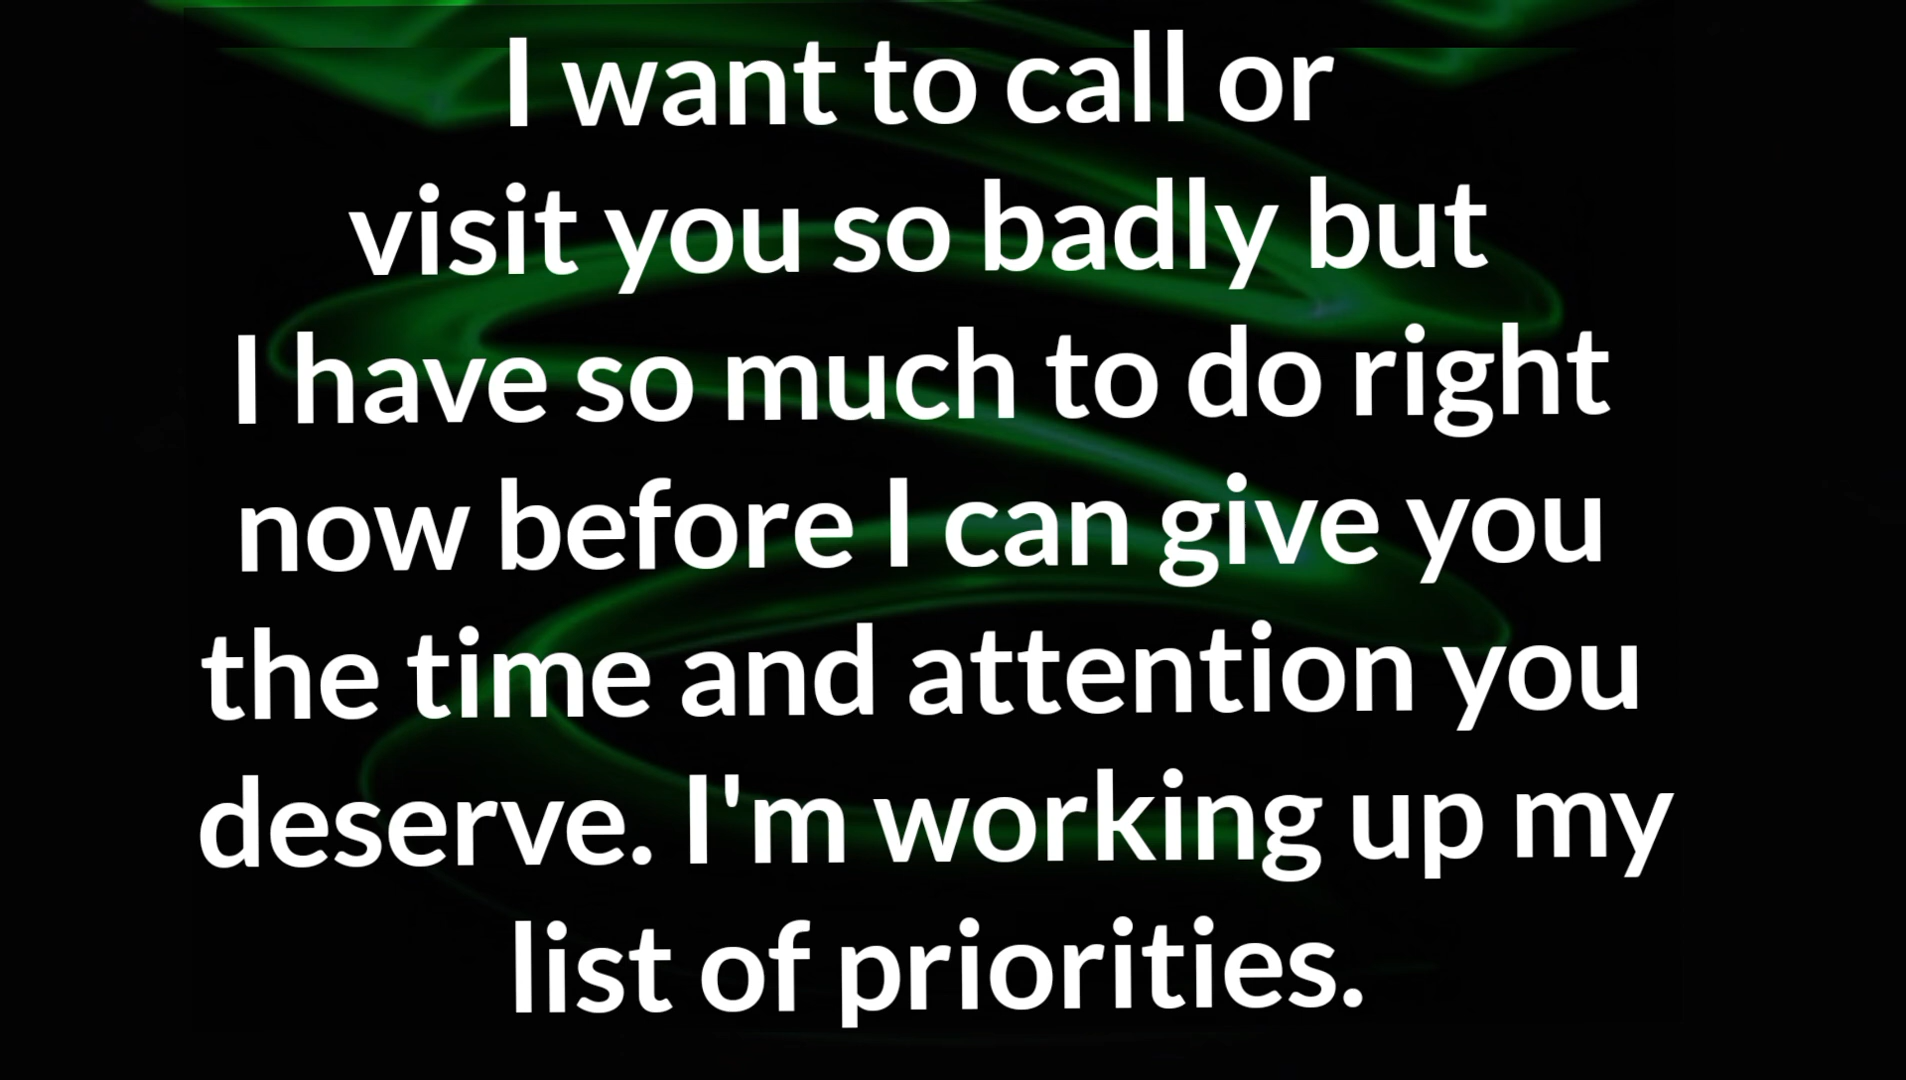 I want to call or
visit you so badly but
I have so much to do right
now before I can give you
the time and attention you
deserve. I'm working up my
list of priorities.